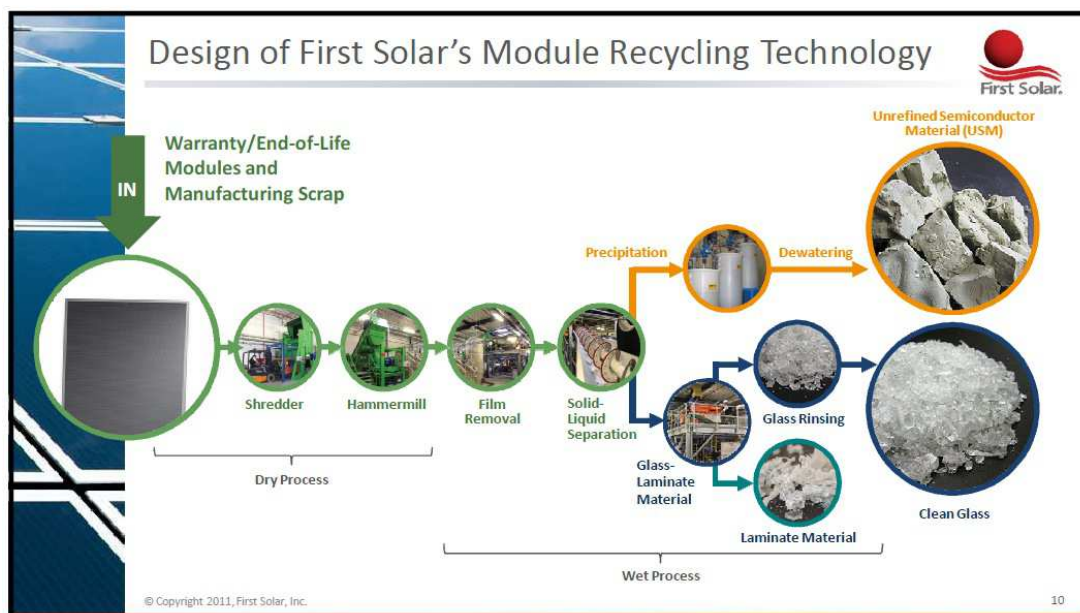 Design of First Solar's Module Recycling Technology
First Solar.
IN
Warranty/End-of-Life
Modules and
Manufacturing Scrap
Unrefined Semiconductor
Material (USM)
Precipitation
Dewatering
Shredder
Hammermill
Film
Removal
Solid-
Liquid
Separation
Glass Rinsing
Glass-
Laminate
Material
Laminate Material
Clean Glass
Dry Process
Wet Process
© Copyright 2011, First Solar, Inc.
10